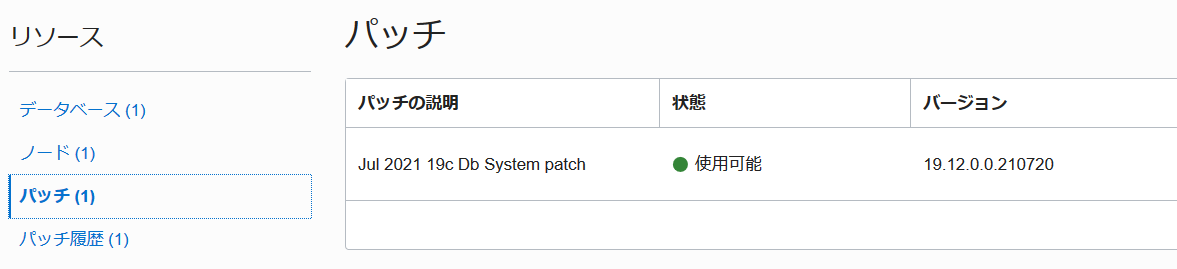 リソース
データベース (1)
ノード (1)
パッチ (1)
パッチ履歴 (1)
パッチ
パッチの説明 状態 バージョン
Jul 2021 19c Db System patch 使用可能 19.12.0.0.210720